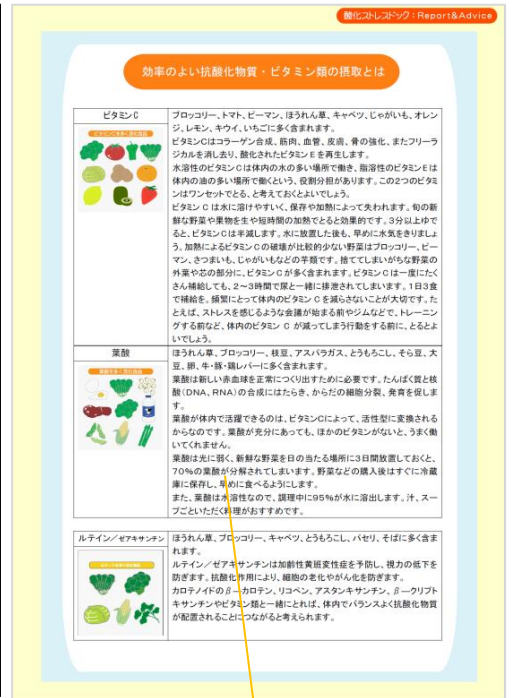 酸化ストレスドック：Report&Advice
効率のよい抗酸化物質・ビタミン類の摂取とは
ビタミンC
ブロッコリー、トマト、ピーマン、ほうれん草、キャベツ、じゃがいも、オレン
ジ、レモン、キウイ、いちごに多く含まれます。
ビタミンCはコラーゲン合成、筋肉、血管、皮膚、骨の強化、またフリーラ
ジカルを消し去り、酸化されたビタミンEを再生します。
水溶性のビタミンCは体内の水の多い場所で働き、脂溶性のビタミンEは
体内の油の多い場所で働くという、役割分担があります。この2つのビタミ
ンはワンセットでとる、と考えておくとよいでしょう。
ビタミン C は水に溶けやすいく、保存や加熱によって失われます。旬の新
鮮な野菜や果物を生や短時間の加熱でとると効果的です。3分以上ゆで
ると、ビタミンCは半減します。水に放置した後も、早めに水気をきりましょ
う。加熱によるビタミンCの破壊が比較的少ない野菜はブロッコリー、ピー
マン、さつまいも、じゃがいもなどの芋類です。捨ててしまいがちな野菜の
外葉や芯の部分に、ビタミンCが多く含まれます。ビタミンCは一度にたく
さん補給しても、2～3時間で尿と一緒に排泄されてしまいます。1日3食
で補給を。頻繁にとって体内のビタミンCを減らさないことが大切です。た
とえば、ストレスを感じるような会議が始まる前やジムなどで、トレーニン
グする前など、体内のビタミン C が減ってしまう行動をする前に、とるとよ
いでしょう。
葉酸
ほうれん草、ブロッコリー、枝豆、アスパラガス、とうもろこし、そら豆、大
豆、卵、牛・豚・鶏レバーに多く含まれます。
葉酸は新しい赤血球を正常につくり出すために必要です。たんぱく質と核
酸（DNA、RNA）の合成にはたらき、からだの細胞分裂、発育を促しま
す。
葉酸が体内で活躍できるのは、ビタミンCによって、活性型に変換される
からなのです。葉酸が充分にあっても、ほかのビタミンがないと、うまく働
いてくれません。
葉酸は光に弱く、新鮮な野菜を日の当たる場所に3日間放置しておくと、
70％の葉酸が分解されてしまいます。野菜などの購入後はすぐに冷蔵
庫に保存し、早めに食べるようにします。
また、葉酸は水溶性なので、調理中に95％が水に溶出します。汁、スー
プごといただく料理がおすすめです。
ルテイン／ゼアキサンチン
ほうれん草、ブロッコリー、キャベツ、とうもろこし、パセリ、そばに多く含ま
れます。
ルテイン／ゼアキサンチンは加齢性黄斑変性症を予防し、視力の低下を
防ぎます。抗酸化作用により、細胞の老化やがん化を防ぎます。
カロテノイドのβ－カロテン、リコペン、アスタンキサンチン、β－クリプト
キサンチンやビタミン類と一緒にとれば、体内でバランスよく抗酸化物質
が配置されることにつながると考えられます。